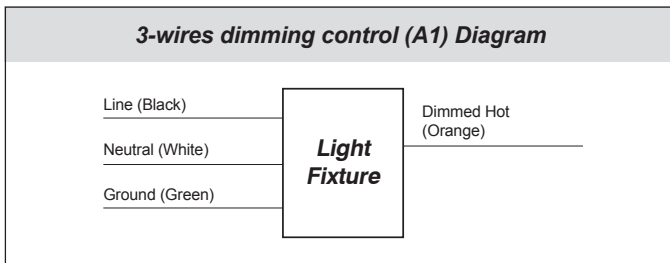 3-wires dimming control (A1) Diagram
Line (Black)
Neutral (White)
Ground (Green)
Light
Fixture
Dimmed Hot
(Orange)